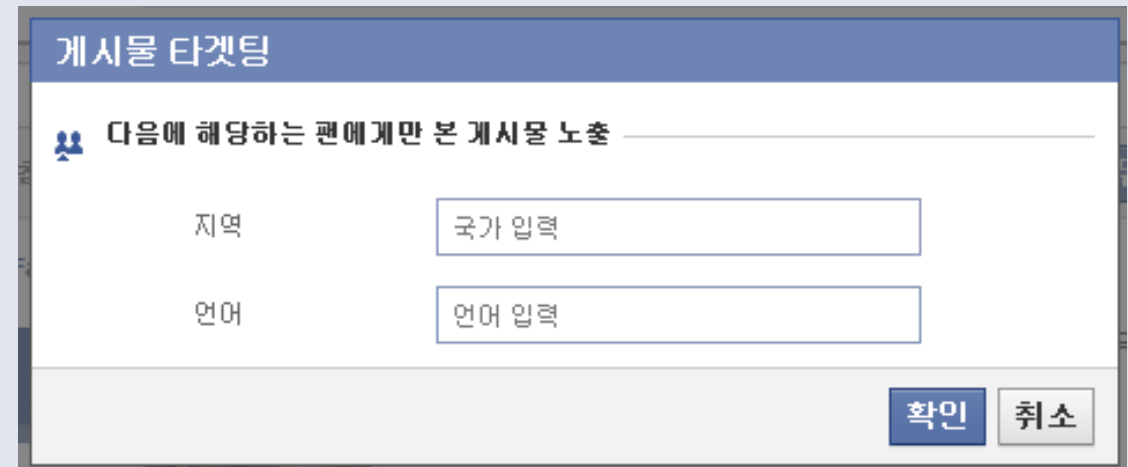 게시물 타겟팅
다음에 해당하는 팬에게만 본 게시물 노출
지역 국가 입력
언어 언어 입력
확인 취소